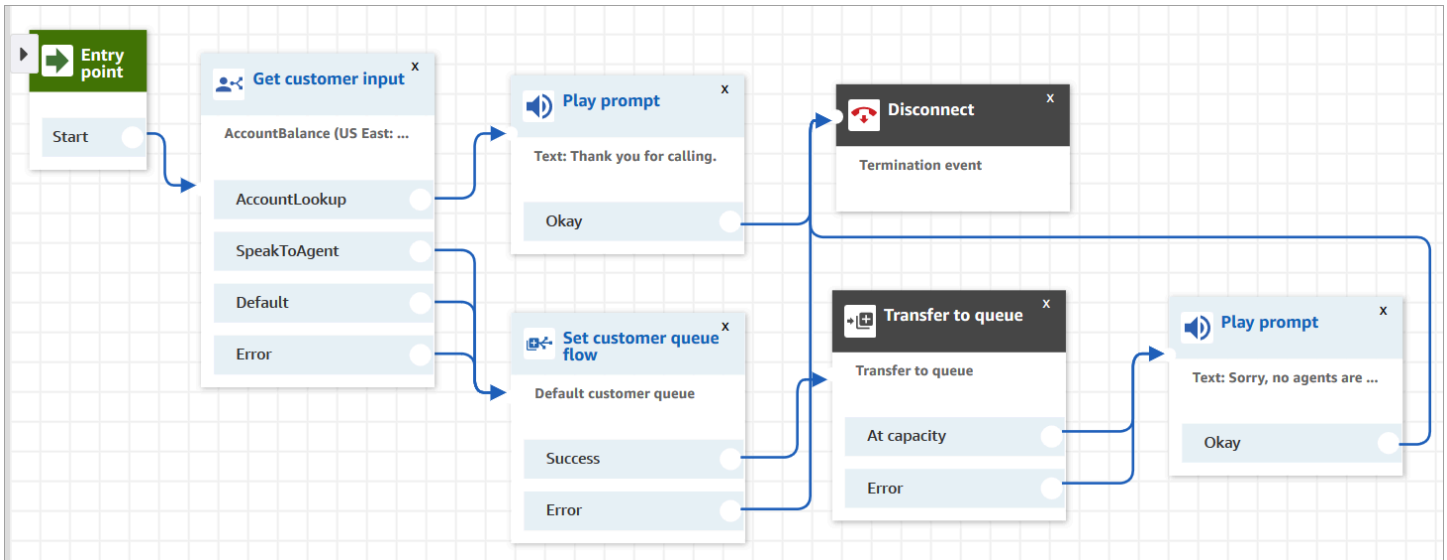 Entry
point
Start
Get customer input
x
AccountBalance (US East: ...
AccountLookup
SpeakToAgent
Default
Error
Play prompt
x
Text: Thank you for calling.
Okay
Set customer queue
flow
x
Default customer queue
Success
Error
Disconnect
x
Termination event
Transfer to queue
x
Transfer to queue
At capacity
Error
Play prompt
x
Text: Sorry, no agents are ...
Okay